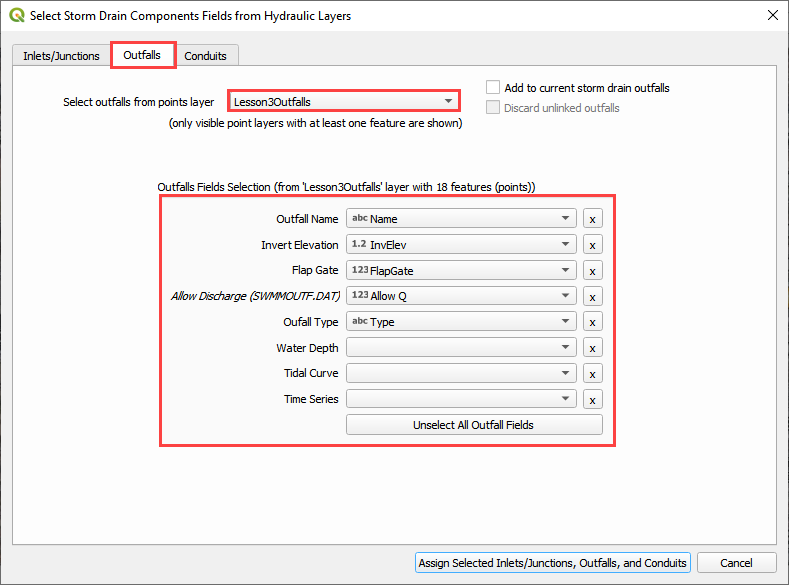 Select Storm Drain Components Fields from Hydraulic Layers
Inlets/Junctions Outfalls Conduits
Select outfalls from points layer Lesson3Outfalls
(only visible point layers with at least one feature are shown)
Add to current storm drain outfalls
Discard unlinked outfalls
Outfalls Fields Selection (from 'Lesson3Outfalls' layer with 18 features (points))
Outfall Name abc Name x
Invert Elevation 1.2 InvElev x
Flap Gate 123 FlapGate x
Allow Discharge (SWMMOUTF.DAT) 123 Allow Q x
Oufall Type abc Type x
Water Depth x
Tidal Curve x
Time Series x
Unselect All Outfall Fields
Assign Selected Inlets/Junctions, Outfalls, and Conduits Cancel